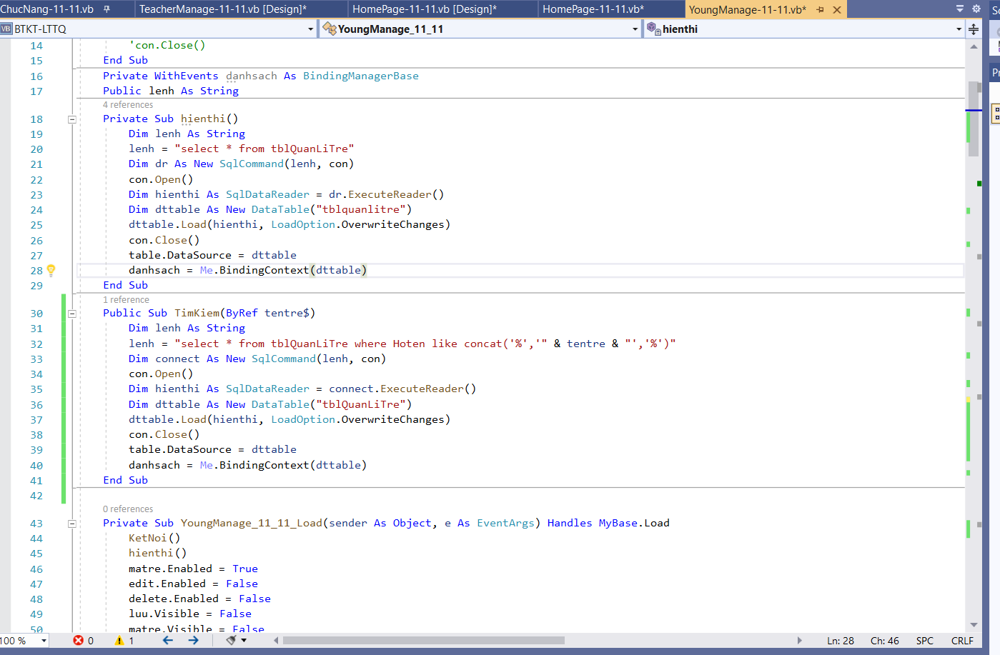 ChucNang-11-11.vb TeacherManage-11-11.vb [Design]* HomePage-11-11.vb [Design]* HomePage-11-11.vb* YoungManage-11-11.vb*
VB BTKT-LTTQ YoungManage_11_11 hienthi
14 'con.Close()
15 End Sub
16 Private WithEvents danhsach As BindingManagerBase
17 Public lenh As String
4 references
18 Private Sub hienthi()
19 Dim lenh As String
20 lenh = "select * from tblQuanLiTre"
21 Dim dr As New SqlCommand(lenh, con)
22 con.Open()
23 Dim hienthi As SqlDataReader = dr.ExecuteReader()
24 Dim dttable As New DataTable("tblquanlitre")
25 dttable.Load(hienthi, LoadOption.OverwriteChanges)
26 con.Close()
27 table.DataSource = dttable
28 danhsach = Me.BindingContext(dttable)
29 End Sub
1 reference
30 Public Sub TimKiem(ByRef tentre$)
31 Dim lenh As String
32 lenh = "select * from tblQuanLiTre where Hoten like concat('%','" & tentre & "','%')"
33 Dim connect As New SqlCommand(lenh, con)
34 con.Open()
35 Dim hienthi As SqlDataReader = connect.ExecuteReader()
36 Dim dttable As New DataTable("tblQuanLiTre")
37 dttable.Load(hienthi, LoadOption.OverwriteChanges)
38 con.Close()
39 table.DataSource = dttable
40 danhsach = Me.BindingContext(dttable)
41 End Sub
42
0 references
43 Private Sub YoungManage_11_11_Load(sender As Object, e As EventArgs) Handles MyBase.Load
44 KetNoi()
45 hienthi()
46 matre.Enabled = True
47 edit.Enabled = False
48 delete.Enabled = False
49 luu.Visible = False
50 matre.Visible = False
100 % 0 1 Ln: 28 Ch: 46 SPC CRLF